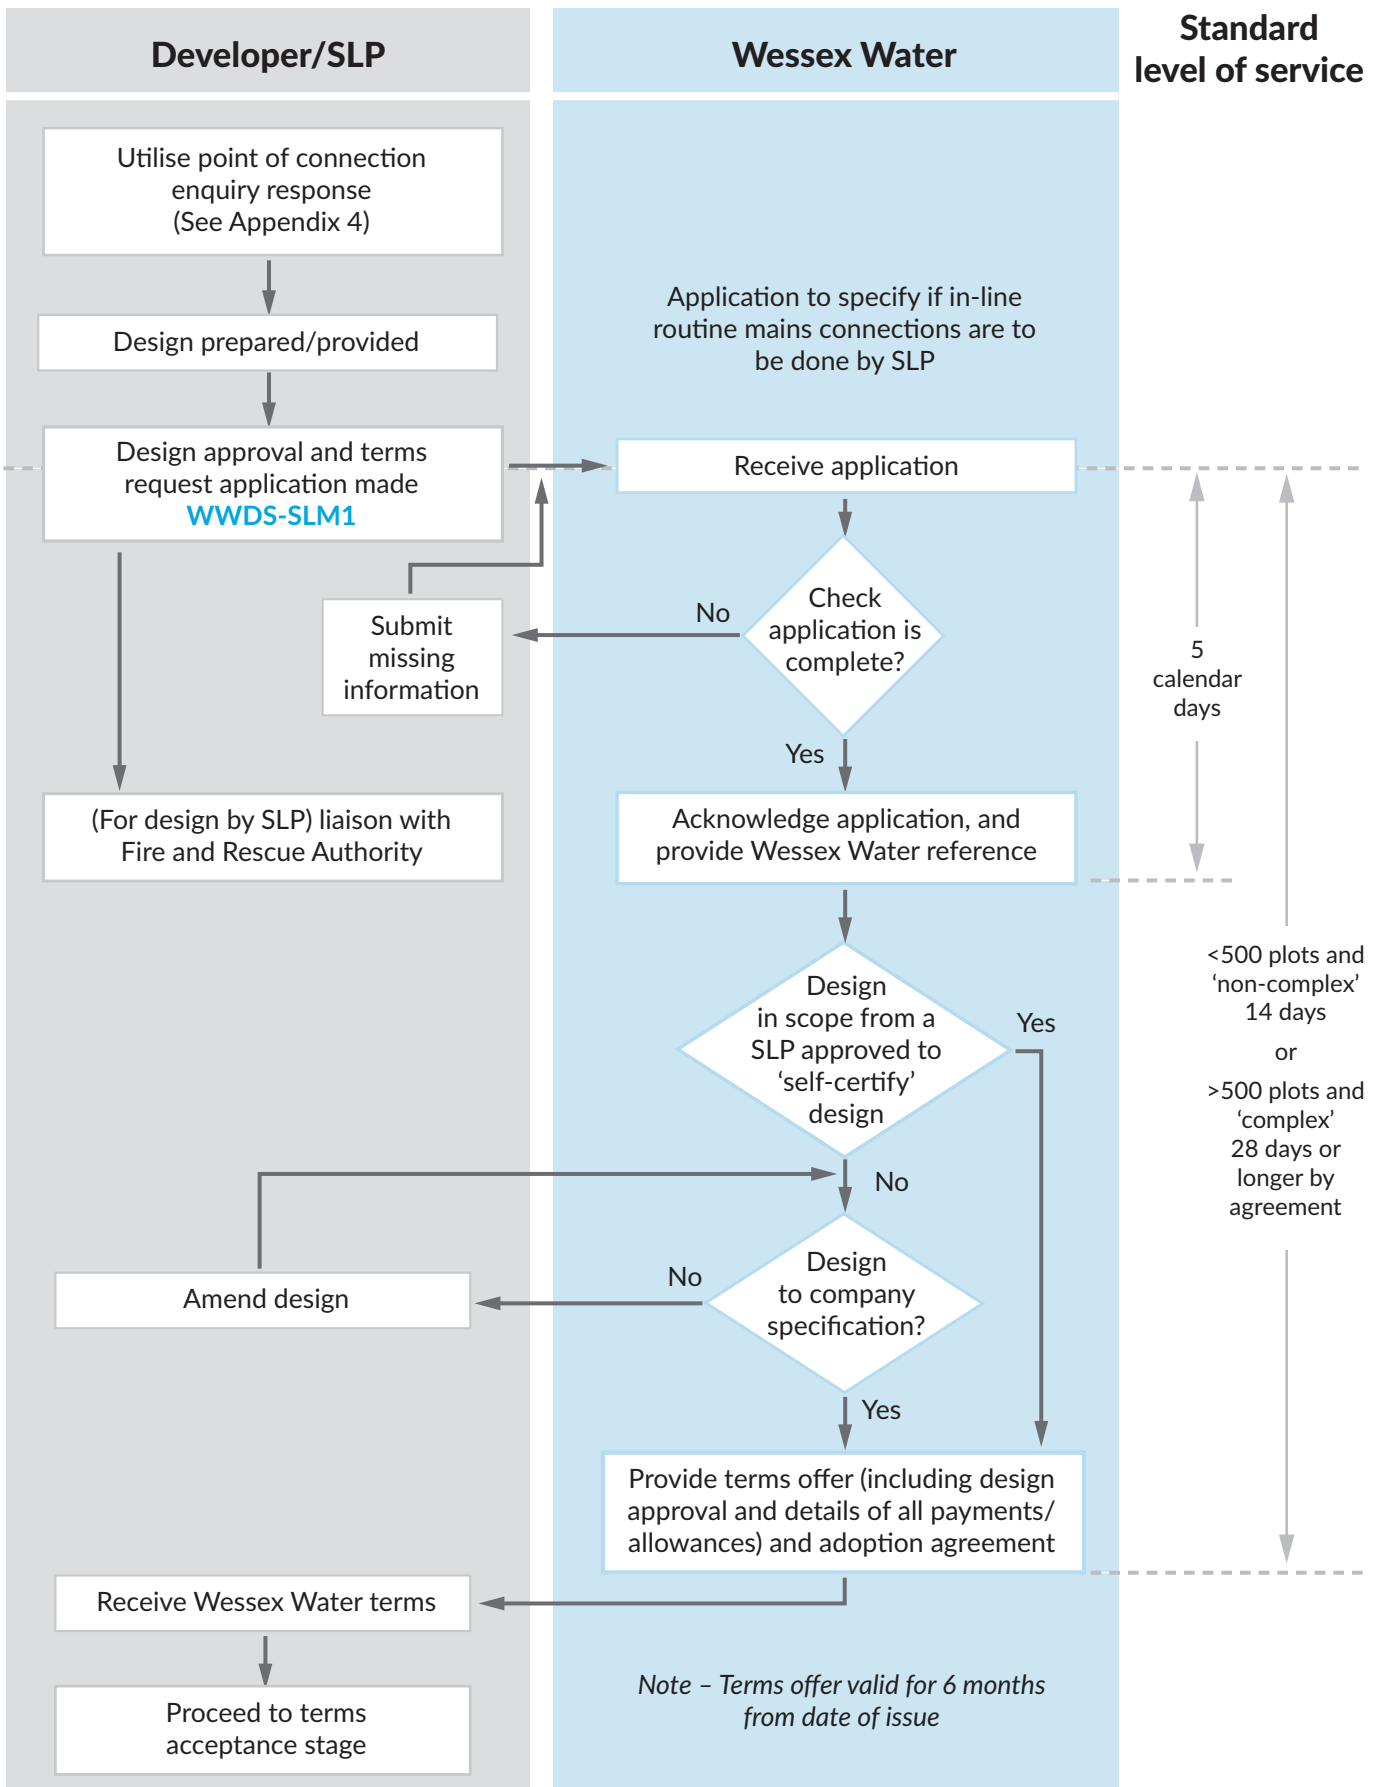 Developer/SLP
Wessex Water
Standard
level of service
Utilise point of connection
enquiry response
(See Appendix 4)
Design prepared/provided
Application to specify if in-line
routine mains connections are to
be done by SLP
Design approval and terms
request application made
WWDS-SLM1
Receive application
Check
application is
complete?
No
Submit
missing
information
Yes
5
calendar
days
(For design by SLP) liaison with
Fire and Rescue Authority
Acknowledge application, and
provide Wessex Water reference
Design
in scope from a
SLP approved to
‘self-certify’
design
Yes
No
<500 plots and
‘non-complex’
14 days
or
>500 plots and
‘complex’
28 days or
longer by
agreement
Design
to company
specification?
No
Amend design
Yes
Provide terms offer (including design
approval and details of all payments/
allowances) and adoption agreement
Receive Wessex Water terms
Proceed to terms
acceptance stage
Note – Terms offer valid for 6 months
from date of issue